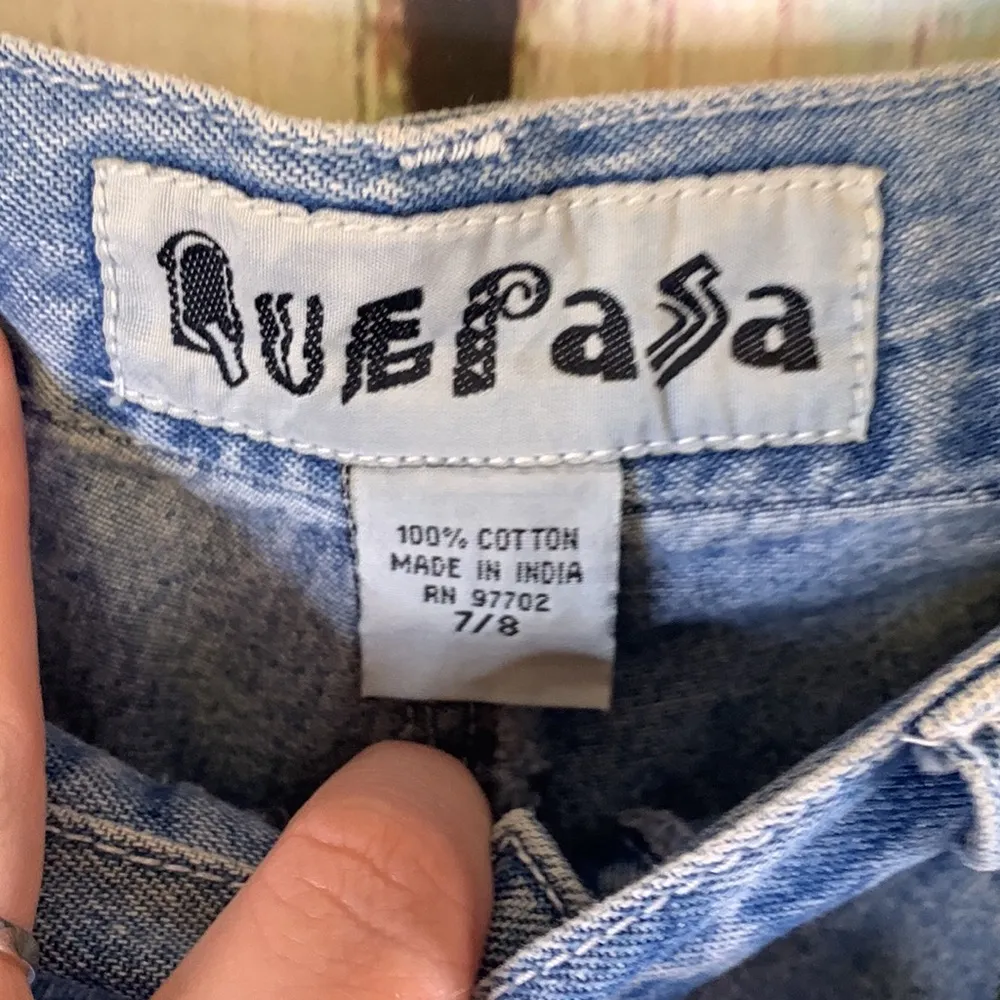 QUEPASA
100% COTTON
MADE IN INDIA
RN 97702
7/8